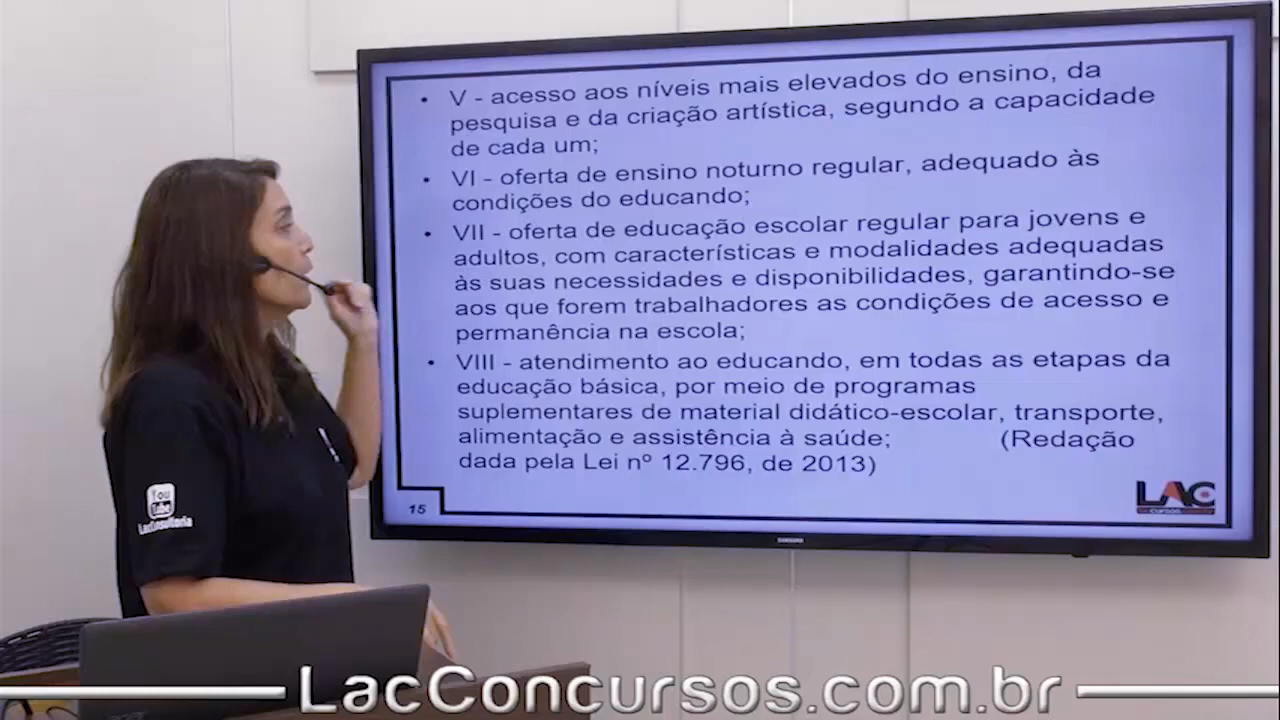 • V - acesso aos níveis mais elevados do ensino, da
pesquisa e da criação artística, segundo a capacidade
de cada um;
• VI - oferta de ensino noturno regular, adequado às
condições do educando;
• VII - oferta de educação escolar regular para jovens e
adultos, com características e modalidades adequadas
às suas necessidades e disponibilidades, garantindo-se
aos que forem trabalhadores as condições de acesso e
permanência na escola;
• VIII - atendimento ao educando, em todas as etapas da
educação básica, por meio de programas
suplementares de material didático-escolar, transporte,
alimentação e assistência à saúde; (Redação
dada pela Lei nº 12.796, de 2013)
15
LAC
CURSOS
SAMSUNG
You
Tube
LacConcursos.com.br